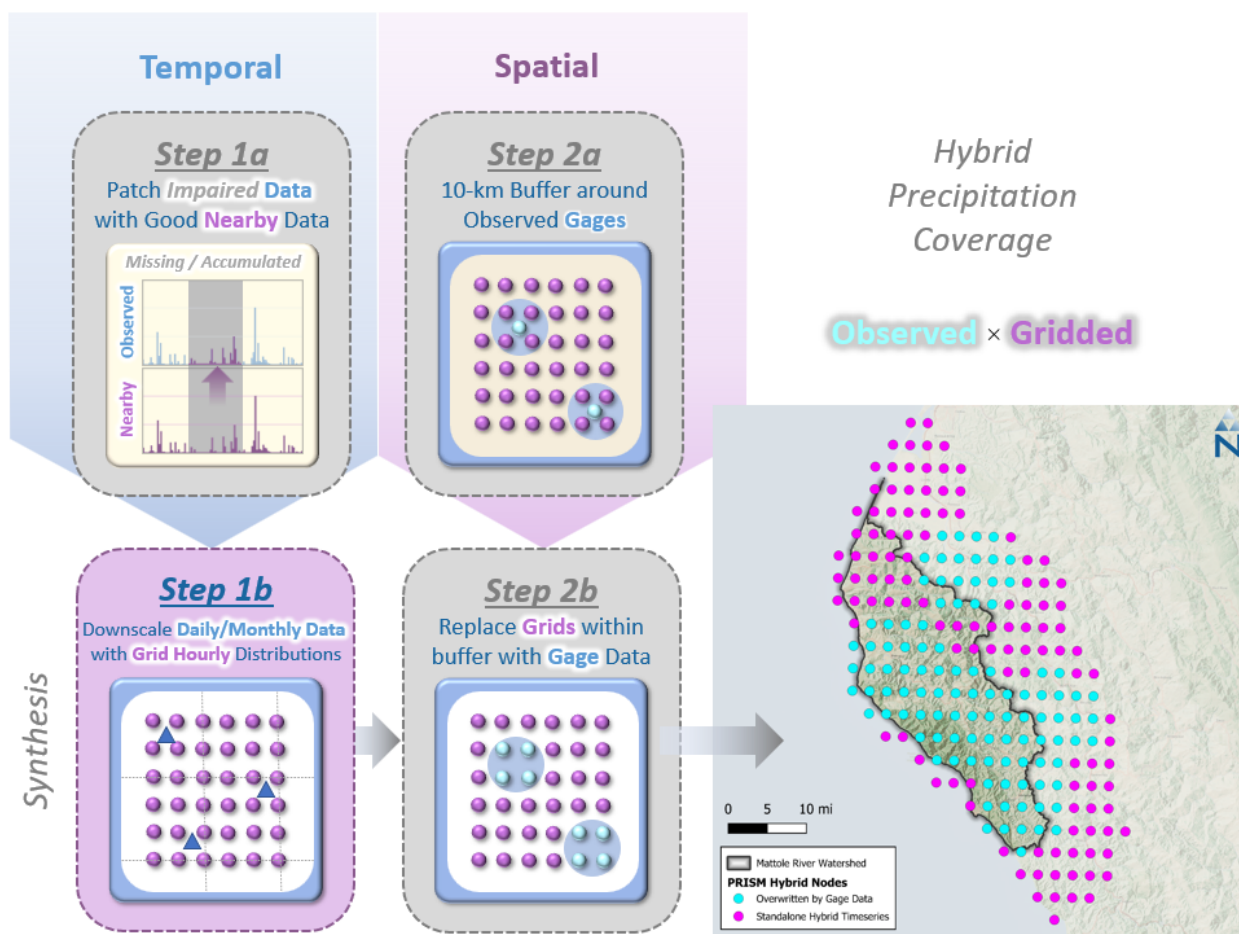 Temporal
Spatial
Step 1a
Patch Impaired Data
with Good Nearby Data
Missing / Accumulated
Observed
Nearby
Step 2a
10-km Buffer around
Observed Gages
Hybrid
Precipitation
Coverage
Observed × Gridded
Synthesis
Step 1b
Downscale Daily/Monthly Data
with Grid Hourly Distributions
Step 2b
Replace Grids within
buffer with Gage Data
N
0 5 10 mi
Mattole River Watershed
PRISM Hybrid Nodes
Overwritten by Gage Data
Standalone Hybrid Timeseries